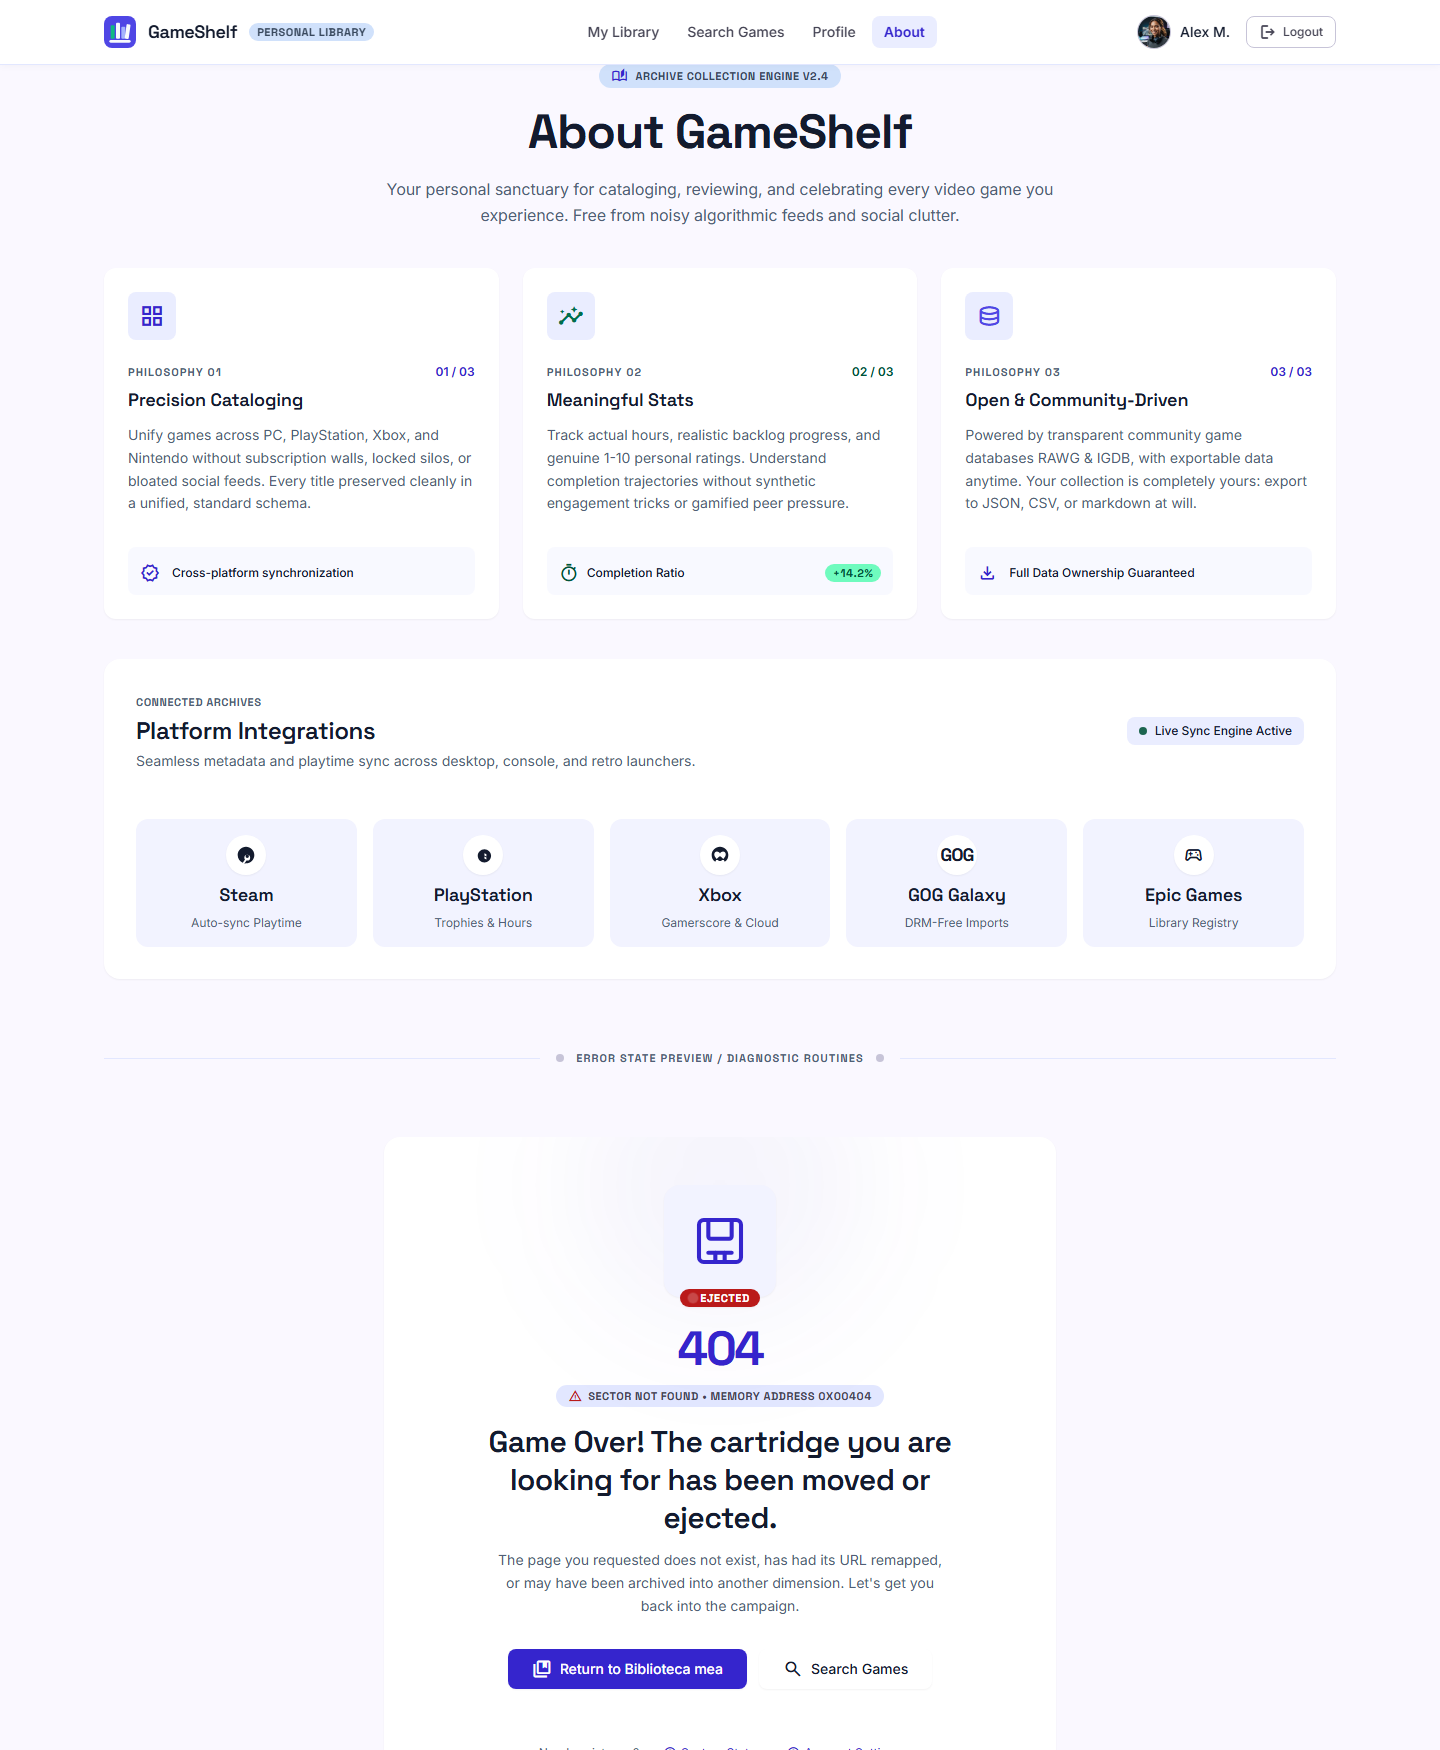 GameShelf
PERSONAL LIBRARY
My Library
Search Games
Profile
About
Alex M.
Logout
ARCHIVE COLLECTION ENGINE V2.4
About GameShelf
Your personal sanctuary for cataloging, reviewing, and celebrating every video game you
experience. Free from noisy algorithmic feeds and social clutter.
PHILOSOPHY 01
01 / 03
Precision Cataloging
Unify games across PC, PlayStation, Xbox, and
Nintendo without subscription walls, locked silos, or
bloated social feeds. Every title preserved cleanly in
a unified, standard schema.
Cross-platform synchronization
PHILOSOPHY 02
02 / 03
Meaningful Stats
Track actual hours, realistic backlog progress, and
genuine 1-10 personal ratings. Understand
completion trajectories without synthetic
engagement tricks or gamified peer pressure.
Completion Ratio
+14.2%
PHILOSOPHY 03
03 / 03
Open & Community-Driven
Powered by transparent community game
databases RAWG & IGDB, with exportable data
anytime. Your collection is completely yours: export
to JSON, CSV, or markdown at will.
Full Data Ownership Guaranteed
CONNECTED ARCHIVES
Platform Integrations
Seamless metadata and playtime sync across desktop, console, and retro launchers.
Live Sync Engine Active
Steam
Auto-sync Playtime
PlayStation
Trophies & Hours
Xbox
Gamerscore & Cloud
GOG
GOG Galaxy
DRM-Free Imports
Epic Games
Library Registry
ERROR STATE PREVIEW / DIAGNOSTIC ROUTINES
EJECTED
404
SECTOR NOT FOUND • MEMORY ADDRESS 0X00404
Game Over! The cartridge you are
looking for has been moved or
ejected.
The page you requested does not exist, has had its URL remapped,
or may have been archived into another dimension. Let's get you
back into the campaign.
Return to Biblioteca mea
Search Games